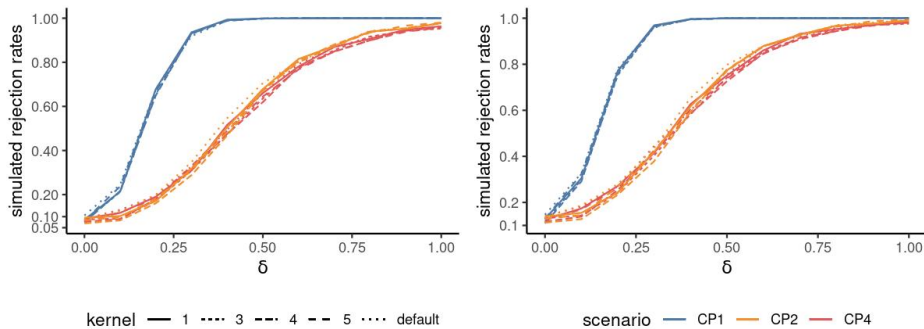 simulated rejection rates
1.00
0.80
0.60
0.40
0.20
0.10
0.05
0.00 0.25 0.50 0.75 1.00
δ
simulated rejection rates
1.0
0.8
0.6
0.4
0.2
0.1
0.00 0.25 0.50 0.75 1.00
δ
kernel 1 3 4 5 default
scenario CP1 CP2 CP4